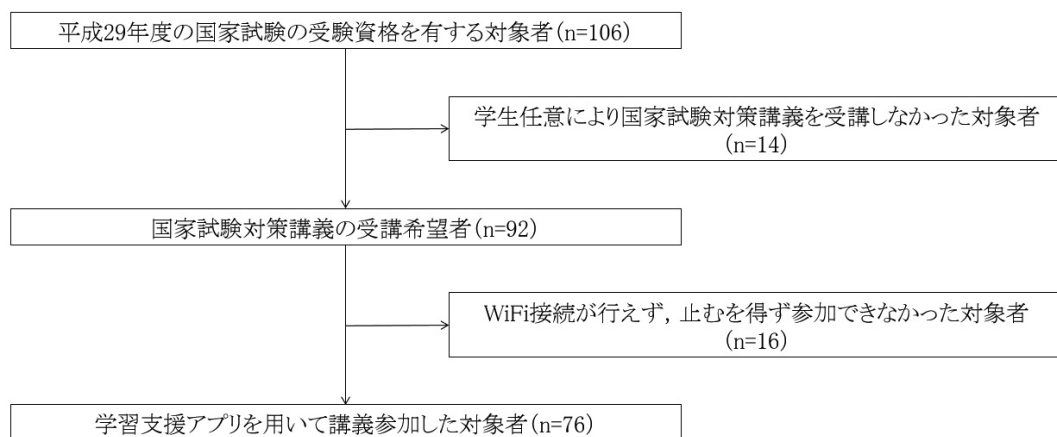 平成29年度の国家試験の受験資格を有する対象者(n=106)
学生任意により国家試験対策講義を受講しなかった対象者
(n=14)
国家試験対策講義の受講希望者(n=92)
WiFi接続が行えず，止むを得ず参加できなかった対象者
(n=16)
学習支援アプリを用いて講義参加した対象者(n=76)